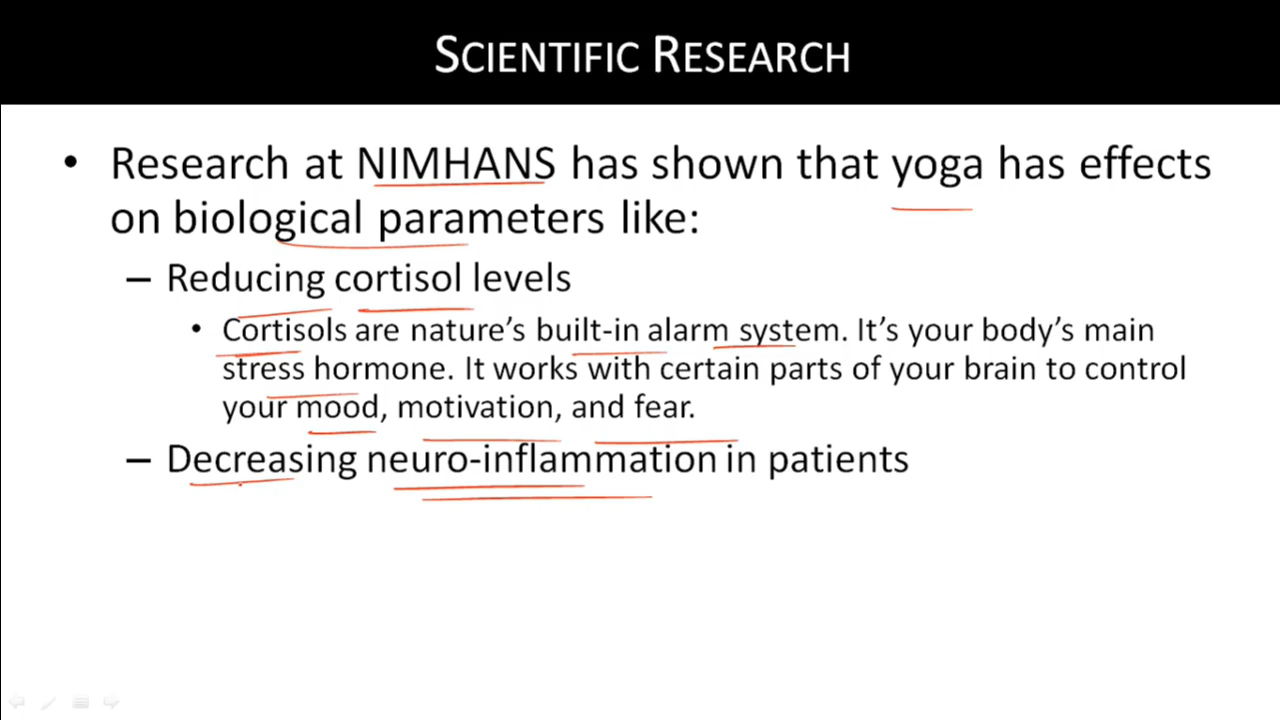 SCIENTIFIC RESEARCH
• Research at NIMHANS has shown that yoga has effects
on biological parameters like:
– Reducing cortisol levels
• Cortisols are nature’s built-in alarm system. It’s your body’s main
stress hormone. It works with certain parts of your brain to control
your mood, motivation, and fear.
– Decreasing neuro-inflammation in patients